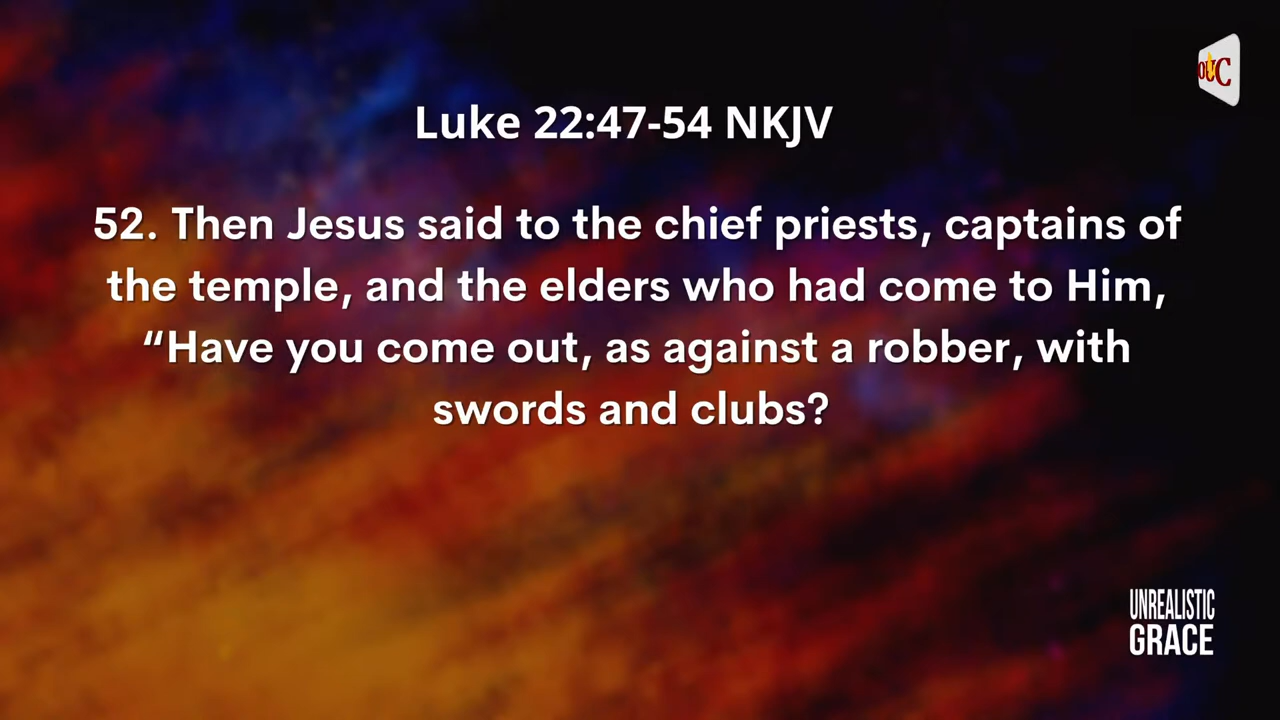 OUC
Luke 22:47-54 NKJV
52. Then Jesus said to the chief priests, captains of
the temple, and the elders who had come to Him,
“Have you come out, as against a robber, with
swords and clubs?
UNREALISTIC
GRACE